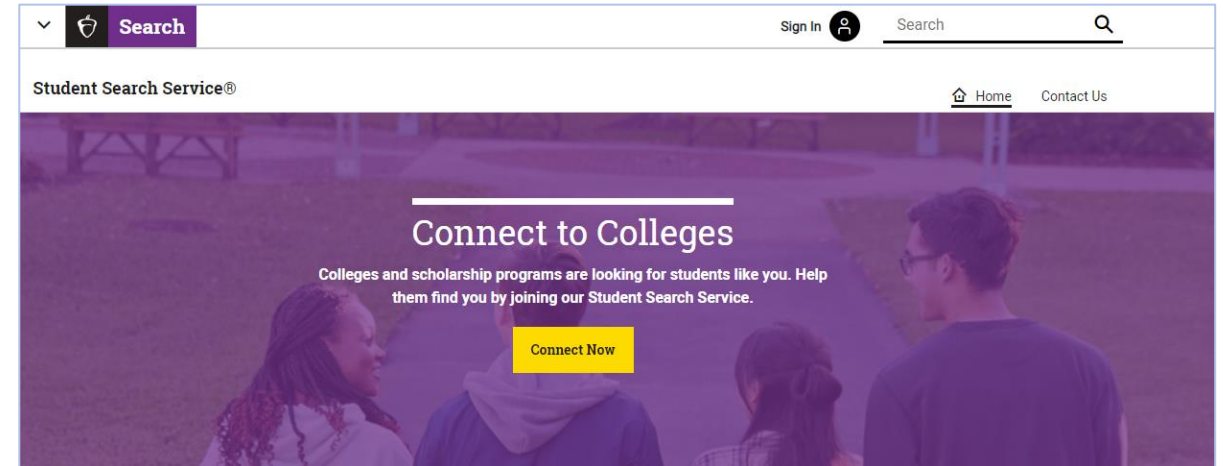 Search
Sign In
Search
Student Search Service®
Home
Contact Us
Connect to Colleges
Colleges and scholarship programs are looking for students like you. Help
them find you by joining our Student Search Service.
Connect Now